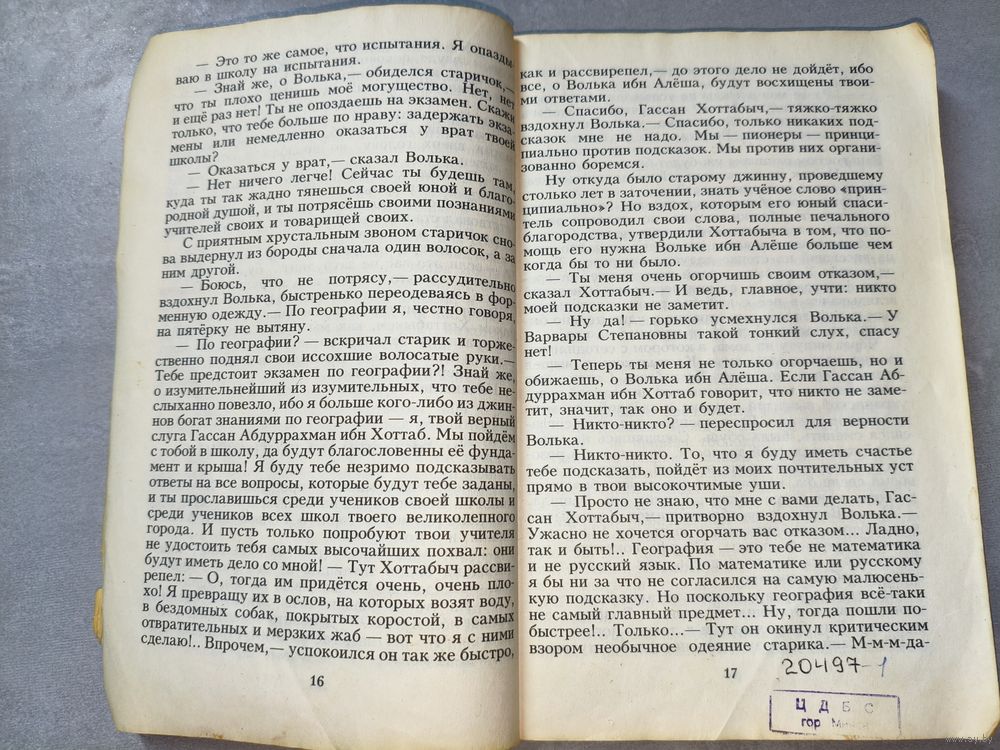 — Это то же самое, что испытания. Я опазды-
ваю в школу на испытания.
— Знай же, о Волька,— обиделся старичок,—
что ты плохо ценишь моё могущество. Нет, нет
и ещё раз нет! Ты не опоздаешь на экзамен. Скажи
только, что тебе больше по нраву: задержать экза-
мены или немедленно оказаться у врат твоей
школы?
— Оказаться у врат,— сказал Волька.
— Нет ничего легче! Сейчас ты будешь там,
куда ты так жадно тянешься своей юной и благо-
родной душой, и ты потрясёшь своими познаниями
учителей своих и товарищей своих.
С приятным хрустальным звоном старичок сно-
ва выдернул из бороды сначала один волосок, а за
ним другой.
— Боюсь, что не потрясу,— рассудительно
вздохнул Волька, быстренько переодеваясь в фор-
менную одежду.— По географии я, честно говоря,
на пятёрку не вытяну.
— По географии? — вскричал старик и торже-
ственно поднял свои иссохшие волосатые руки.—
Тебе предстоит экзамен по географии?! Знай же,
о изумительнейший из изумительных, что тебе не-
слыханно повезло, ибо я больше кого-либо из джин-
нов богат знаниями по географии — я, твой верный
слуга Гассан Абдуррахман ибн Хоттаб. Мы пойдём
с тобой в школу, да будут благословенны её фунда-
мент и крыша! Я буду тебе незримо подсказывать
ответы на все вопросы, которые будут тебе заданы,
и ты прославишься среди учеников своей школы и
среди учеников всех школ твоего великолепного
города. И пусть только попробуют твои учителя
не удостоить тебя самых высочайших похвал: они
будут иметь дело со мной! — Тут Хоттабыч рассви-
репел: — О, тогда им придётся очень, очень пло-
хо! Я превращу их в ослов, на которых возят воду,
в бездомных собак, покрытых коростой, в самых
отвратительных и мерзких жаб — вот что я с ними
сделаю!.. Впрочем,— успокоился он так же быстро,
16
как и рассвирепел,— до этого дело не дойдёт, ибо
все, о Волька ибн Алёша, будут восхищены твои-
ми ответами.
— Спасибо, Гассан Хоттабыч,— тяжко-тяжко
вздохнул Волька.— Спасибо, только никаких под-
сказок мне не надо. Мы — пионеры — принци-
пиально против подсказок. Мы против них органи-
зованно боремся.
Ну откуда было старому джинну, проведшему
столько лет в заточении, знать учёное слово «прин-
ципиально»? Но вздох, которым его юный спаси-
тель сопроводил свои слова, полные печального
благородства, утвердили Хоттабыча в том, что по-
мощь его нужна Вольке ибн Алёше больше чем
когда бы то ни было.
— Ты меня очень огорчишь своим отказом,—
сказал Хоттабыч.— И ведь, главное, учти: никто
моей подсказки не заметит.
— Ну да! — горько усмехнулся Волька.— У
Варвары Степановны такой тонкий слух, спасу
нет!
— Теперь ты меня не только огорчаешь, но и
обижаешь, о Волька ибн Алёша. Если Гассан Аб-
дуррахман ибн Хоттаб говорит, что никто не заме-
тит, значит, так оно и будет.
— Никто-никто? — переспросил для верности
Волька.
— Никто-никто. То, что я буду иметь счастье
тебе подсказать, пойдёт из моих почтительных уст
прямо в твои высокочтимые уши.
— Просто не знаю, что мне с вами делать, Гас-
сан Хоттабыч,— притворно вздохнул Волька.—
Ужасно не хочется огорчать вас отказом... Ладно,
так и быть!.. География — это тебе не математика
и не русский язык. По математике или русскому
я бы ни за что не согласился на самую малюсень-
кую подсказку. Но поскольку география всё-таки
не самый главный предмет... Ну, тогда пошли по-
быстрее!.. Только...— Тут он окинул критическим
взором необычное одеяние старика.— М-м-м-да-
17
20497-1
Ц Д Б С
гор.
www.ay.by